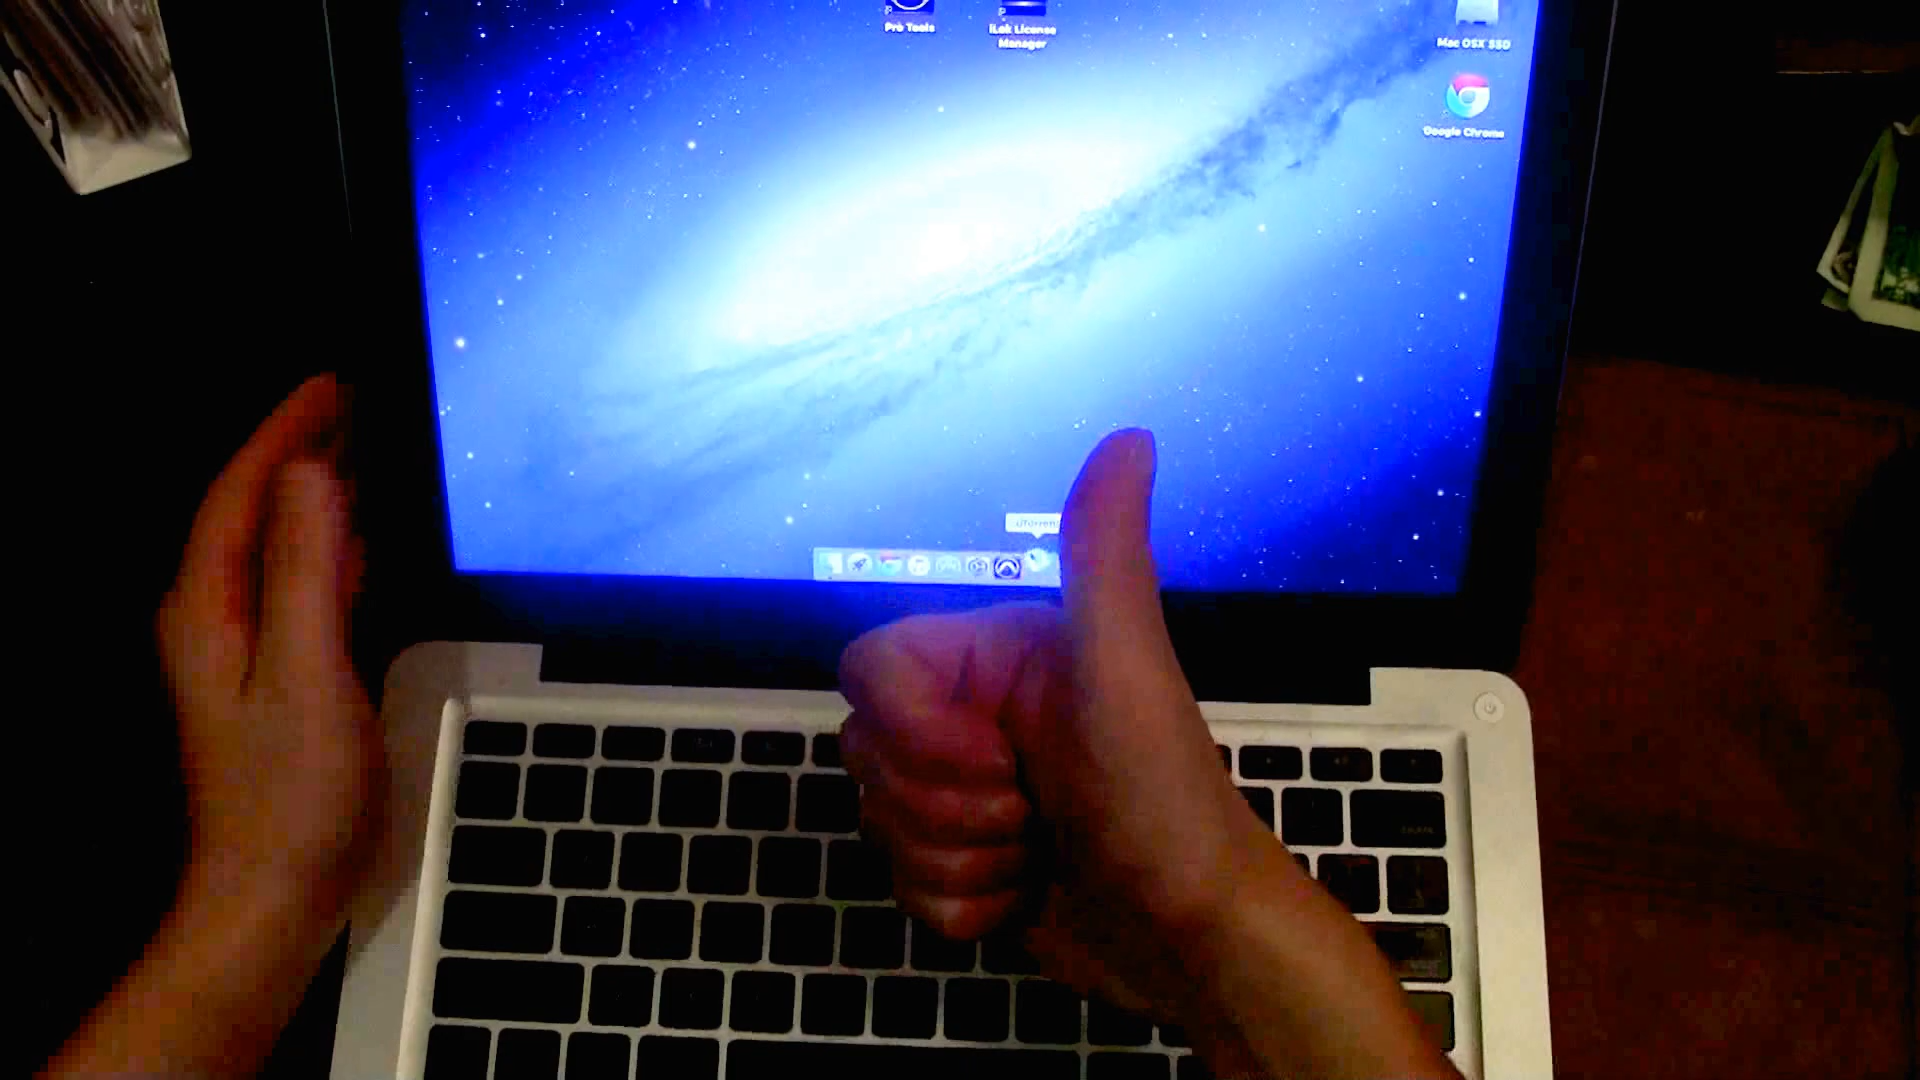 Pro Tools
iLok License
Manager
Mac OSX SSD
Google Chrome